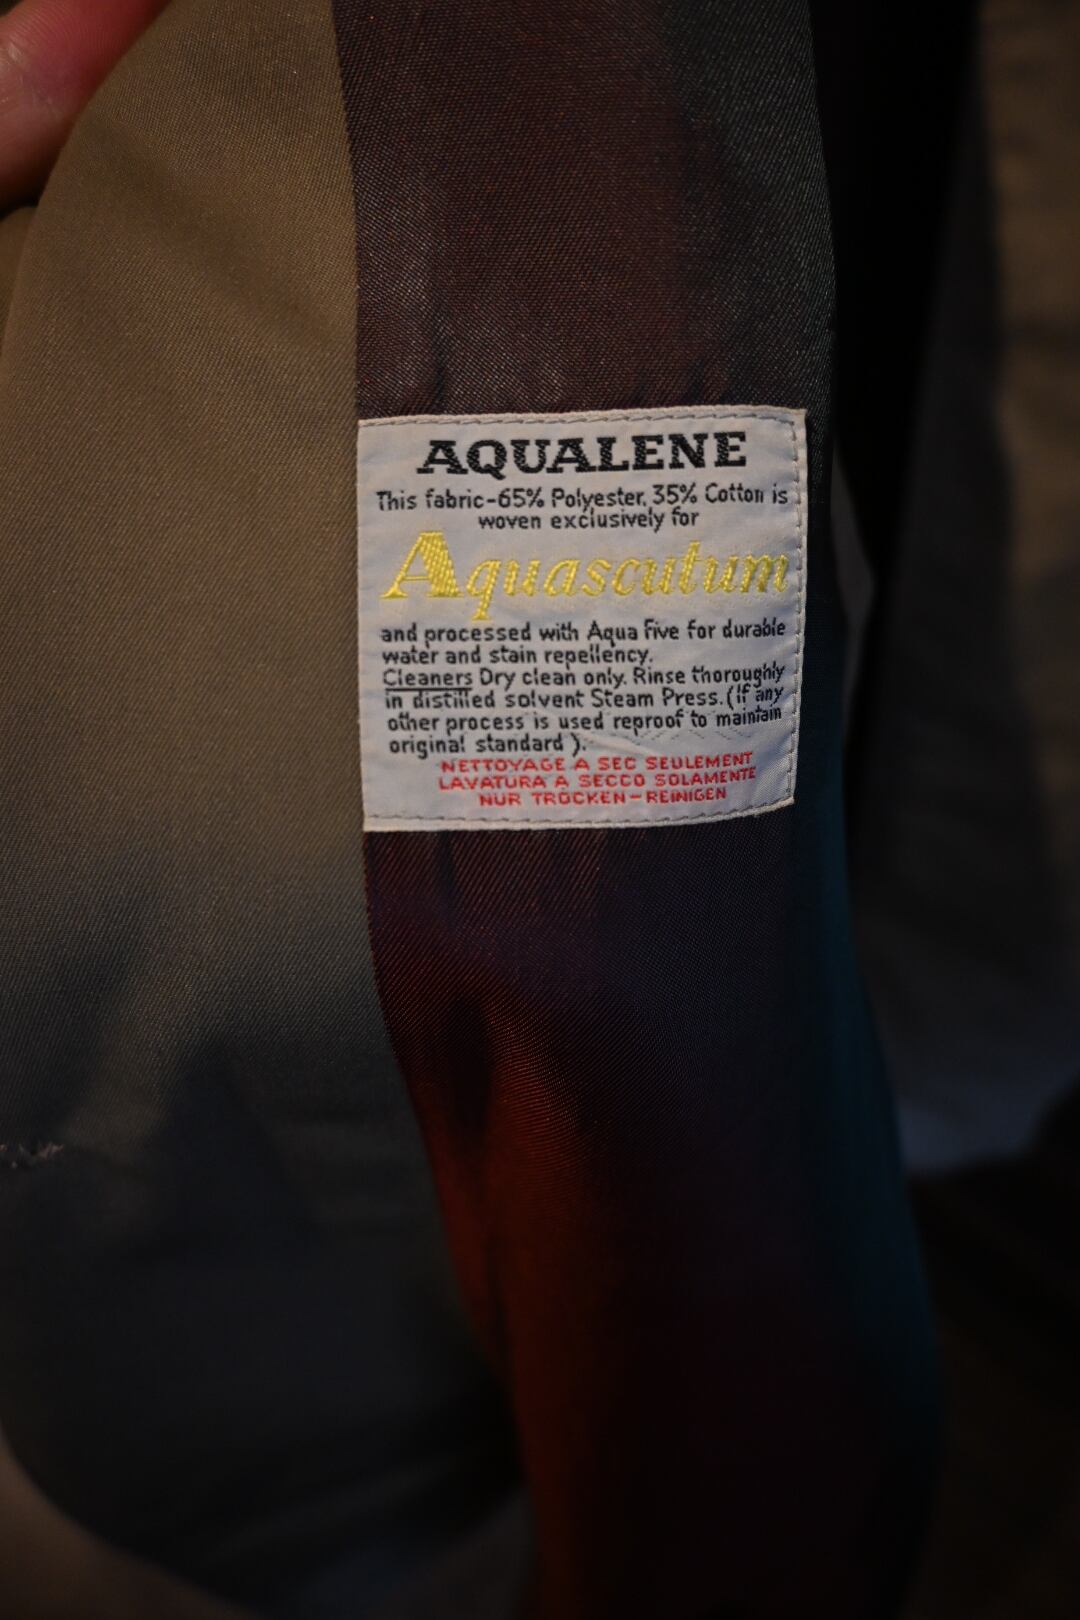 AQUALENE
This fabric-65% Polyester, 35% Cotton is
woven exclusively for
Aquascutum
and processed with Aqua Five for durable
water and stain repellency.
Cleaners Dry clean only. Rinse thoroughly
in distilled solvent Steam Press. (If any
other process is used reproof to maintain
original standard ).
NETTOYAGE A SEC SEULEMENT
LAVATURA A SECCO SOLAMENTE
NUR TROCKEN-REINIGEN